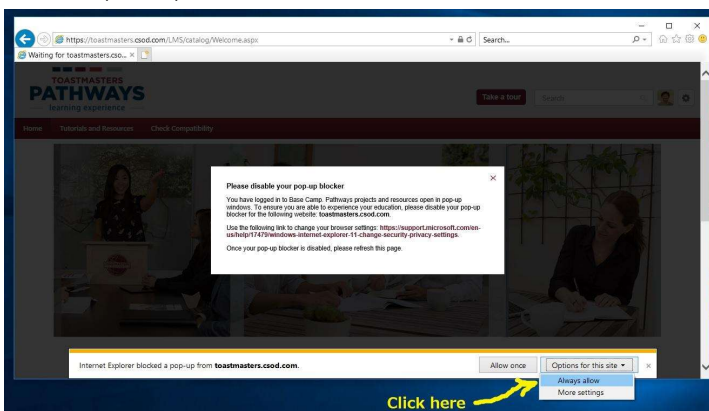 https://toastmasters.csod.com/LMS/catalog/Welcome.aspx
Search...
Waiting for toastmasters.cso...
TOASTMASTERS
PATHWAYS
learning experience
Take a tour
Search
Home Tutorials and Resources Check Compatibility
Please disable your pop-up blocker
You have logged in to Base Camp. Pathways projects and resources open in pop-up
windows. To ensure you are able to experience your education, please disable your pop-up
blocker for the following website: toastmasters.csod.com.
Use the following link to change your browser settings: https://support.microsoft.com/en-
us/help/17479/windows-internet-explorer-11-change-security-privacy-settings.
Once your pop-up blocker is disabled, please refresh this page.
Internet Explorer blocked a pop-up from toastmasters.csod.com.
Allow once
Options for this site
Always allow
More settings
Click here